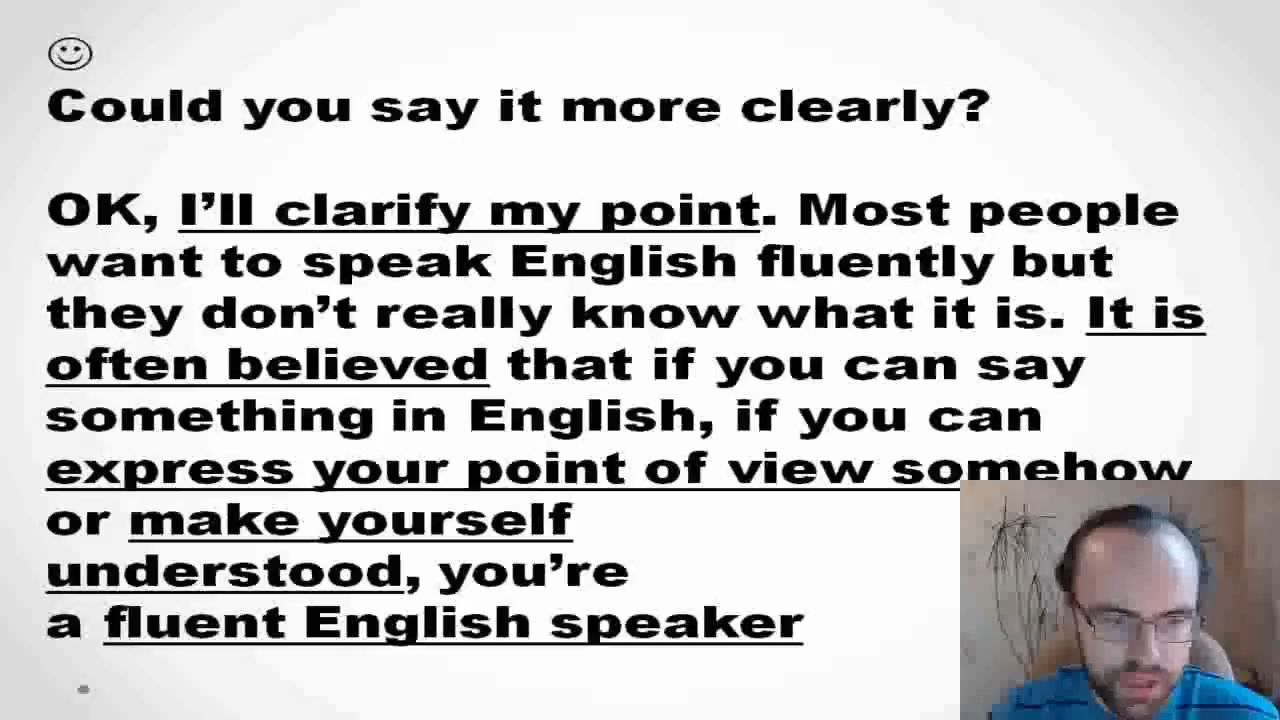 Could you say it more clearly?
OK, I’ll clarify my point. Most people
want to speak English fluently but
they don’t really know what it is. It is
often believed that if you can say
something in English, if you can
express your point of view somehow
or make yourself
understood, you’re
a fluent English speaker